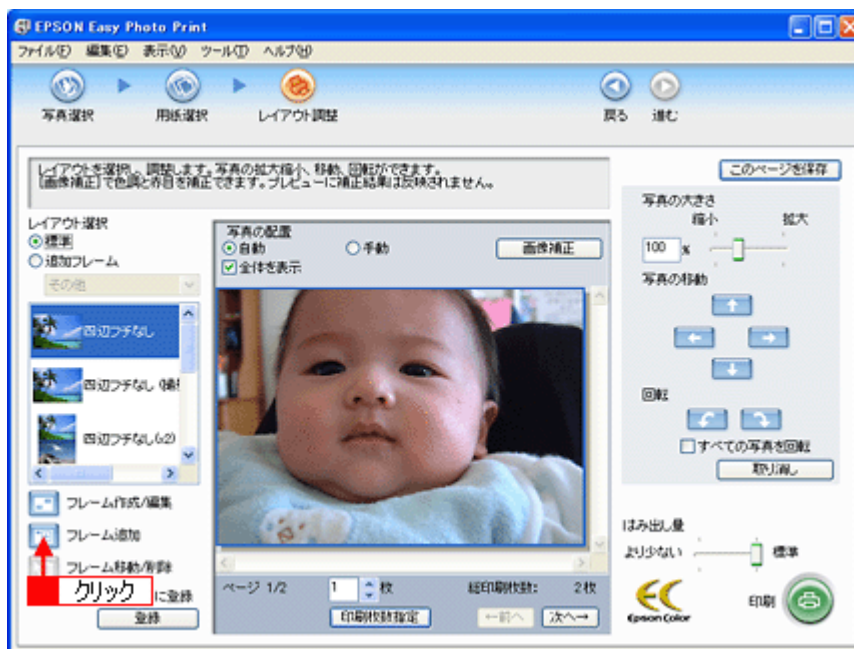 EPSON Easy Photo Print
ファイル(F) 編集(E) 表示(V) ツール(T) ヘルプ(H)
写真選択 用紙選択 レイアウト調整 戻る 進む
レイアウトを選択し、調整します。写真の拡大縮小、移動、回転ができます。
[画像補正]で色調と赤目を補正できます。プレビューに補正結果は反映されません。
このページを保存
レイアウト選択
標準
追加フレーム
その他
四辺フチなし
四辺フチなし
四辺フチなし(x2)
フレーム作成/編集
フレーム追加
フレーム移動/削除
クリック
に登録
登録
写真の配置
自動 手動 画像補正
全体を表示
ページ 1/2 1 枚 総印刷枚数: 2枚
印刷枚数指定 ←前へ 次へ→
写真の大きさ
縮小 拡大
100 %
写真の移動
回転
すべての写真を回転
取り消し
はみ出し量
より少ない 標準
Epson Color
印刷